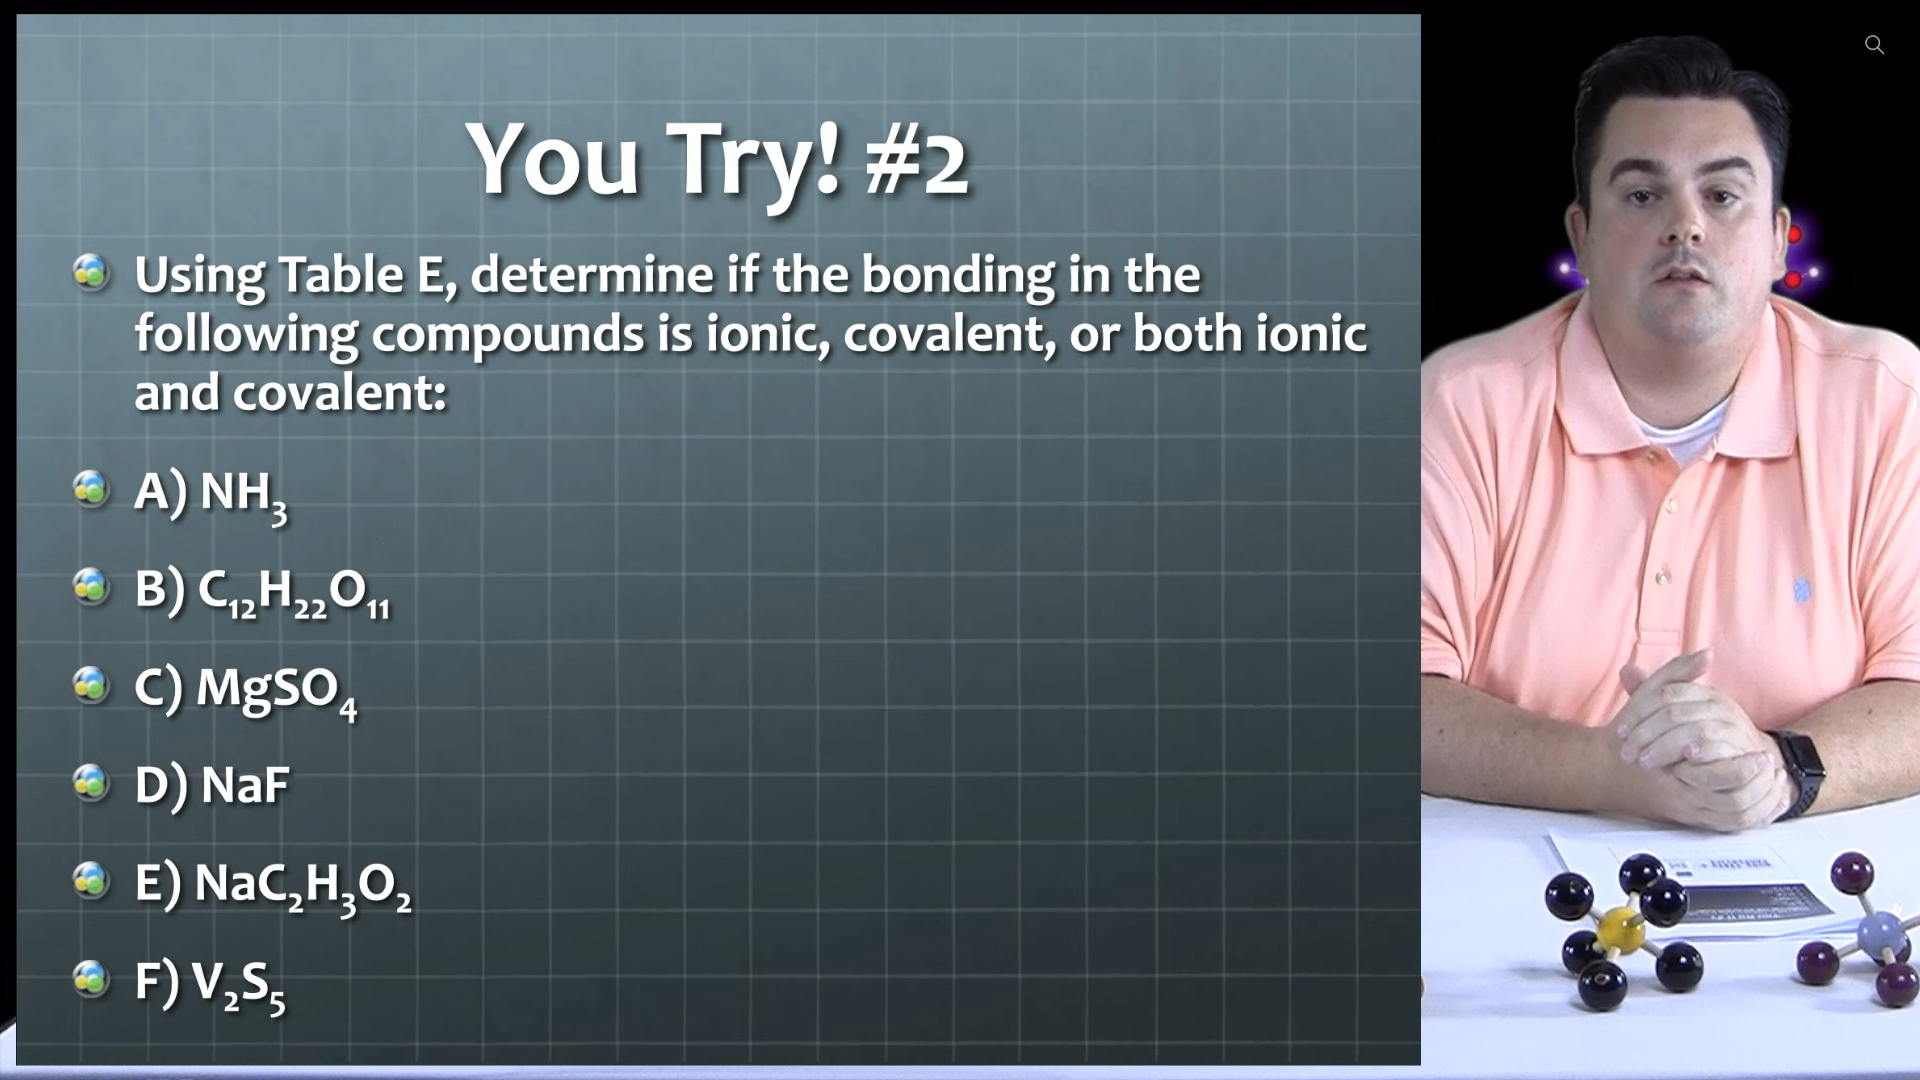 You Try! #2
Using Table E, determine if the bonding in the
following compounds is ionic, covalent, or both ionic
and covalent:
A) NH₃
B) C₁₂H₂₂O₁₁
C) MgSO₄
D) NaF
E) NaC₂H₃O₂
F) V₂S₅